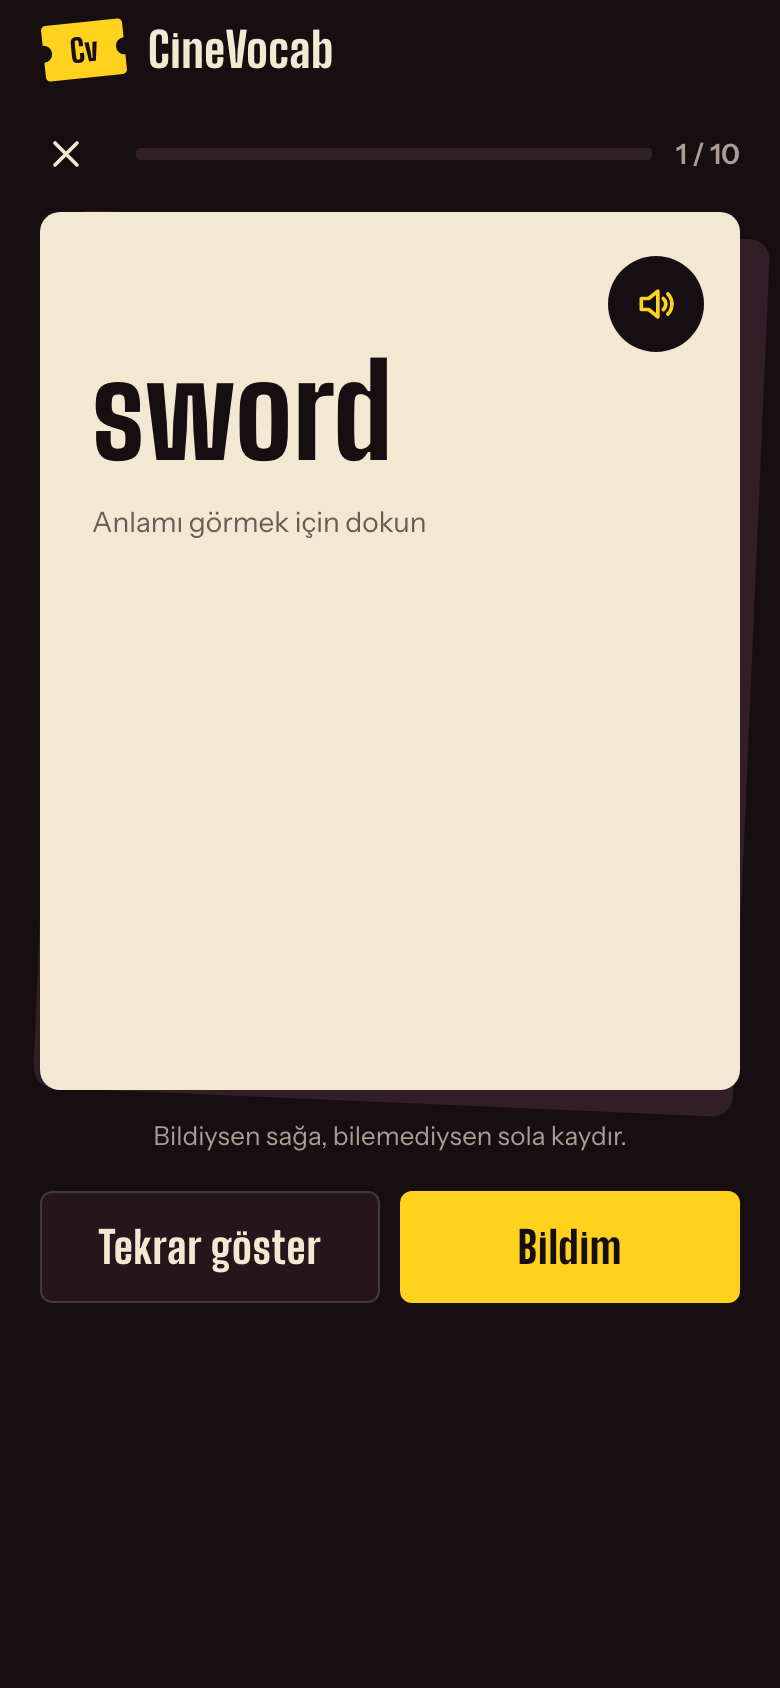 Cv
CineVocab
1 / 10
sword
Anlamı görmek için dokun
Bildiysen sağa, bilemediysen sola kaydır.
Tekrar göster
Bildim